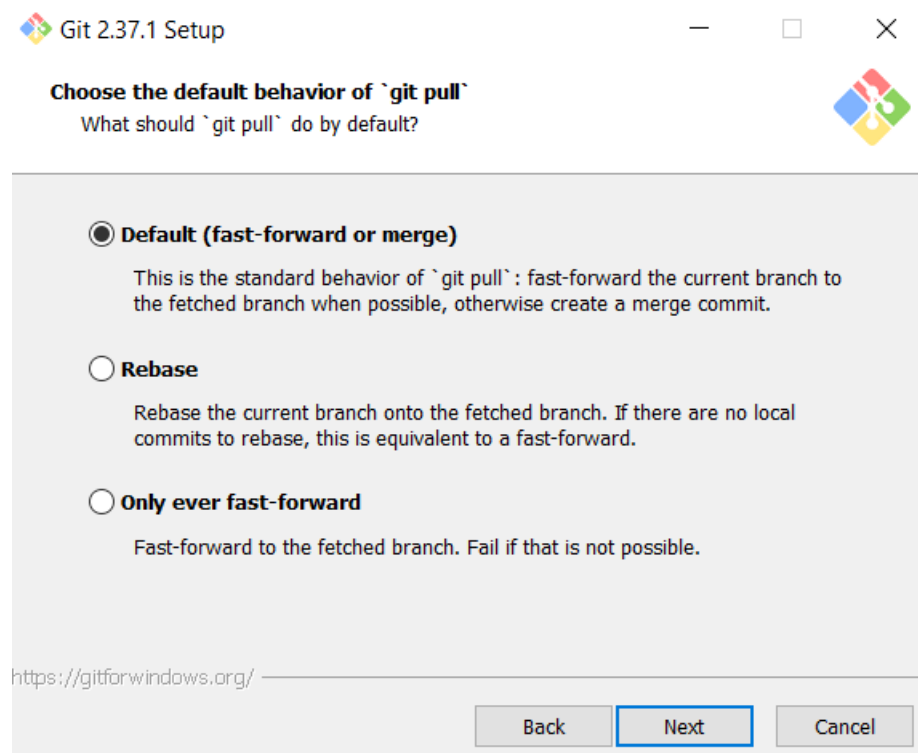 Git 2.37.1 Setup
Choose the default behavior of `git pull`
What should `git pull` do by default?
Default (fast-forward or merge)
This is the standard behavior of `git pull`: fast-forward the current branch to
the fetched branch when possible, otherwise create a merge commit.
Rebase
Rebase the current branch onto the fetched branch. If there are no local
commits to rebase, this is equivalent to a fast-forward.
Only ever fast-forward
Fast-forward to the fetched branch. Fail if that is not possible.
https://gitforwindows.org/
Back Next Cancel